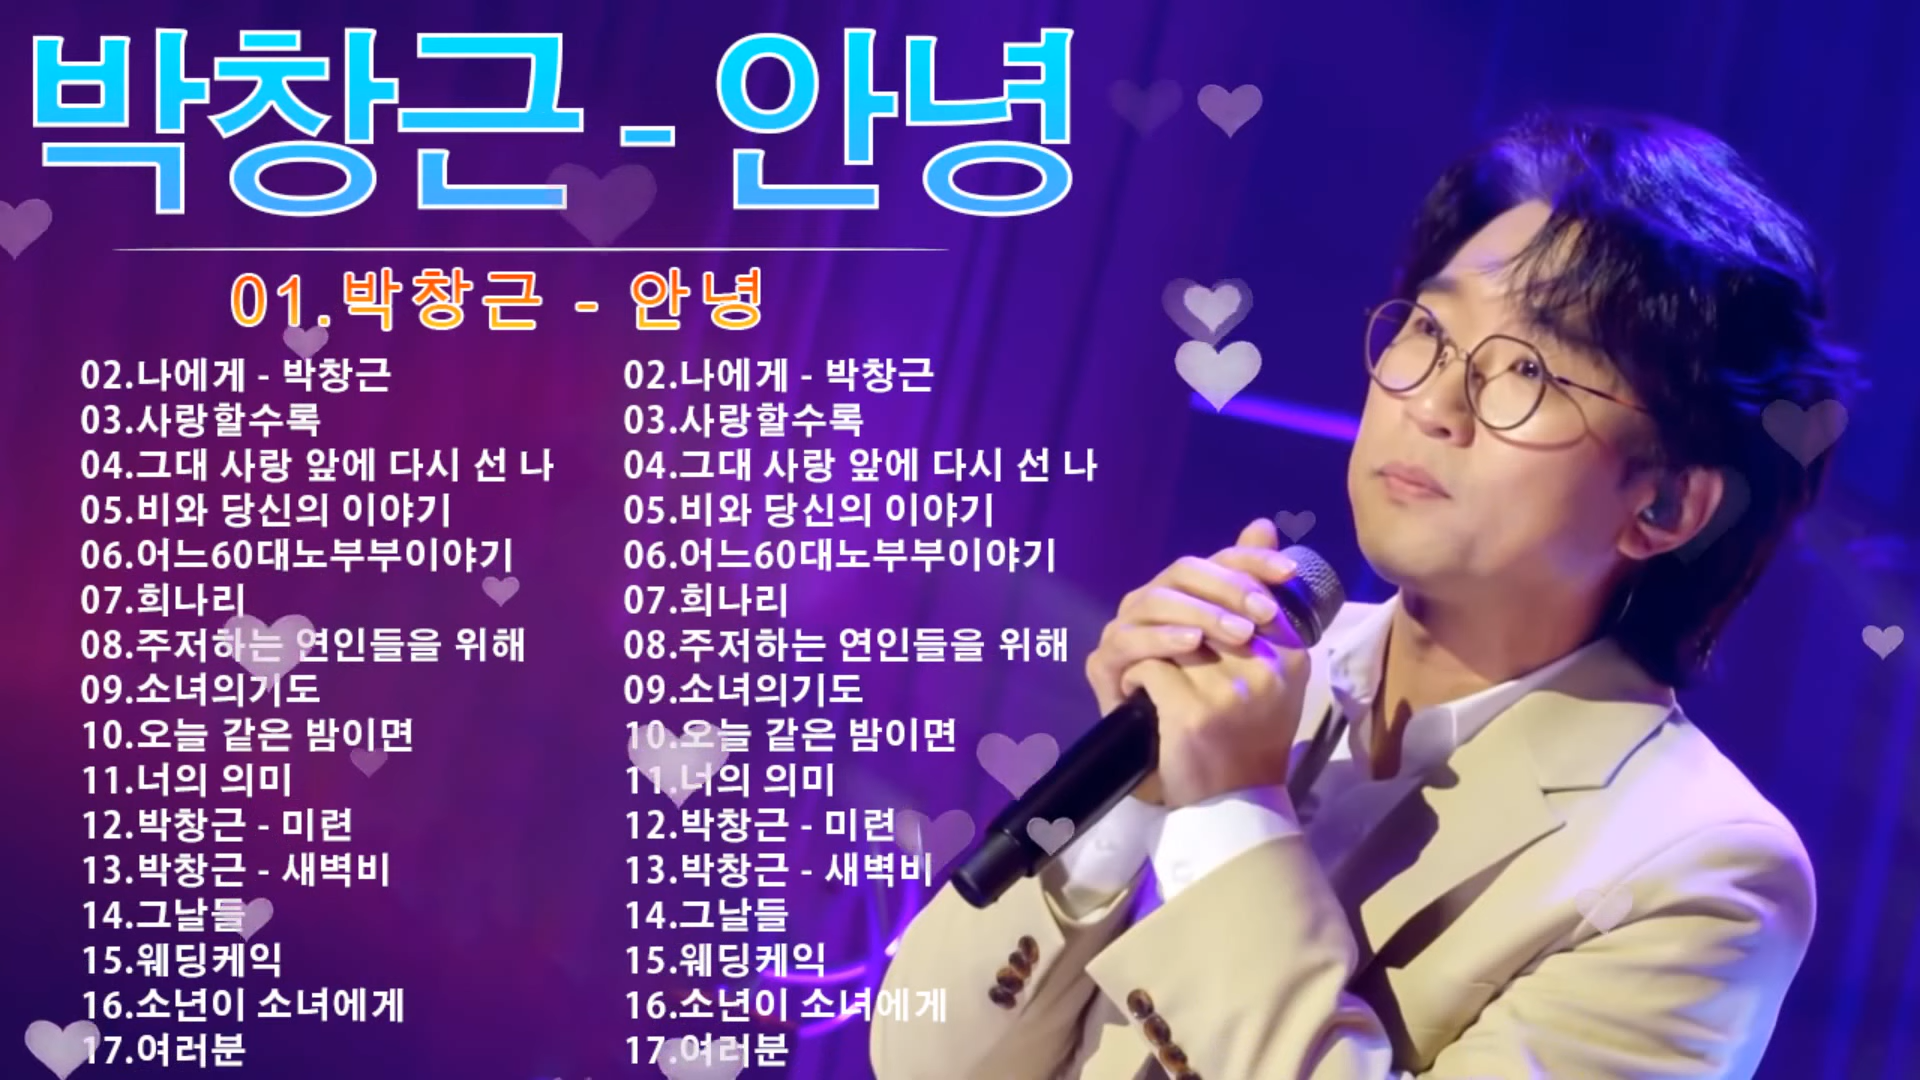 박창근 - 안녕
01.박창근 - 안녕
02.나에게 - 박창근
03.사랑할수록
04.그대 사랑 앞에 다시 선 나
05.비와 당신의 이야기
06.어느60대노부부이야기
07.희나리
08.주저하는 연인들을 위해
09.소녀의기도
10.오늘 같은 밤이면
11.너의 의미
12.박창근 - 미련
13.박창근 - 새벽비
14.그날들
15.웨딩케익
16.소년이 소녀에게
17.여러분
02.나에게 - 박창근
03.사랑할수록
04.그대 사랑 앞에 다시 선 나
05.비와 당신의 이야기
06.어느60대노부부이야기
07.희나리
08.주저하는 연인들을 위해
09.소녀의기도
10.오늘 같은 밤이면
11.너의 의미
12.박창근 - 미련
13.박창근 - 새벽비
14.그날들
15.웨딩케익
16.소년이 소녀에게
17.여러분